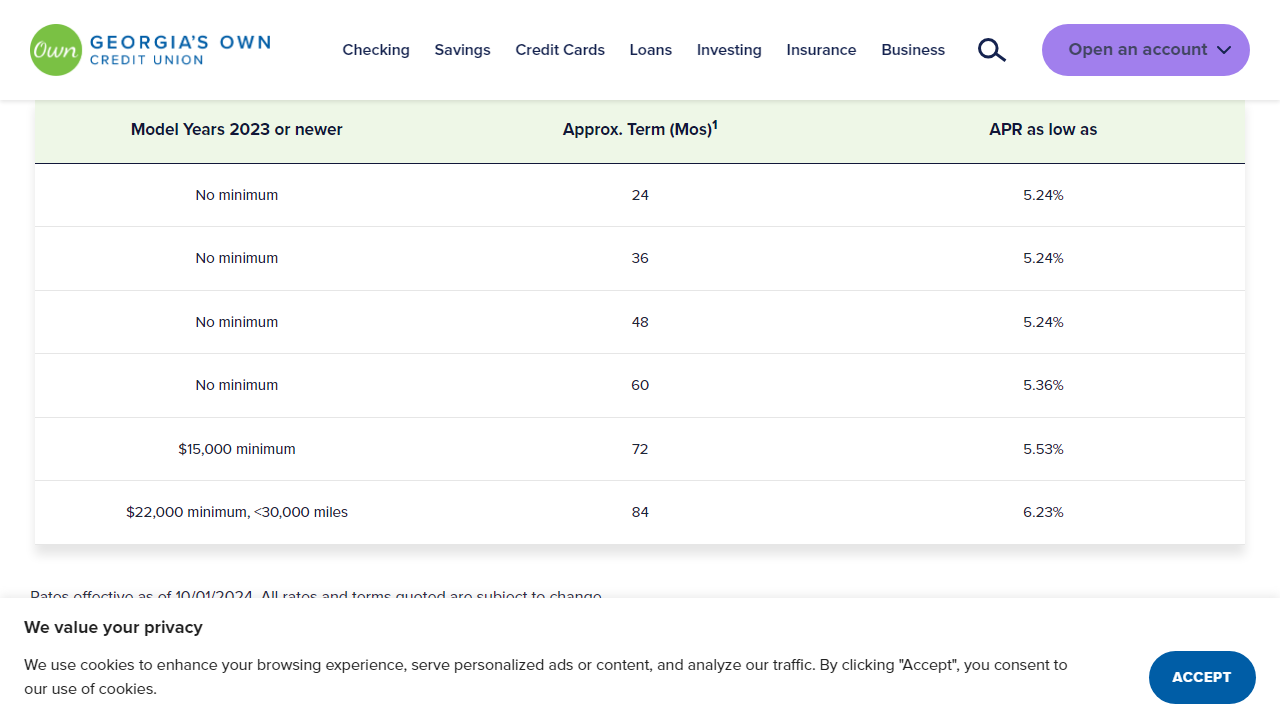 Own
GEORGIA'S OWN
CREDIT UNION
Checking Savings Credit Cards Loans Investing Insurance Business
Open an account
Model Years 2023 or newer Approx. Term (Mos)1 APR as low as
No minimum 24 5.24%
No minimum 36 5.24%
No minimum 48 5.24%
No minimum 60 5.36%
$15,000 minimum 72 5.53%
$22,000 minimum, <30,000 miles 84 6.23%
Rates effective as of 10/01/2024. All rates and terms quoted are subject to change.
We value your privacy
We use cookies to enhance your browsing experience, serve personalized ads or content, and analyze our traffic. By clicking "Accept", you consent to
our use of cookies.
ACCEPT